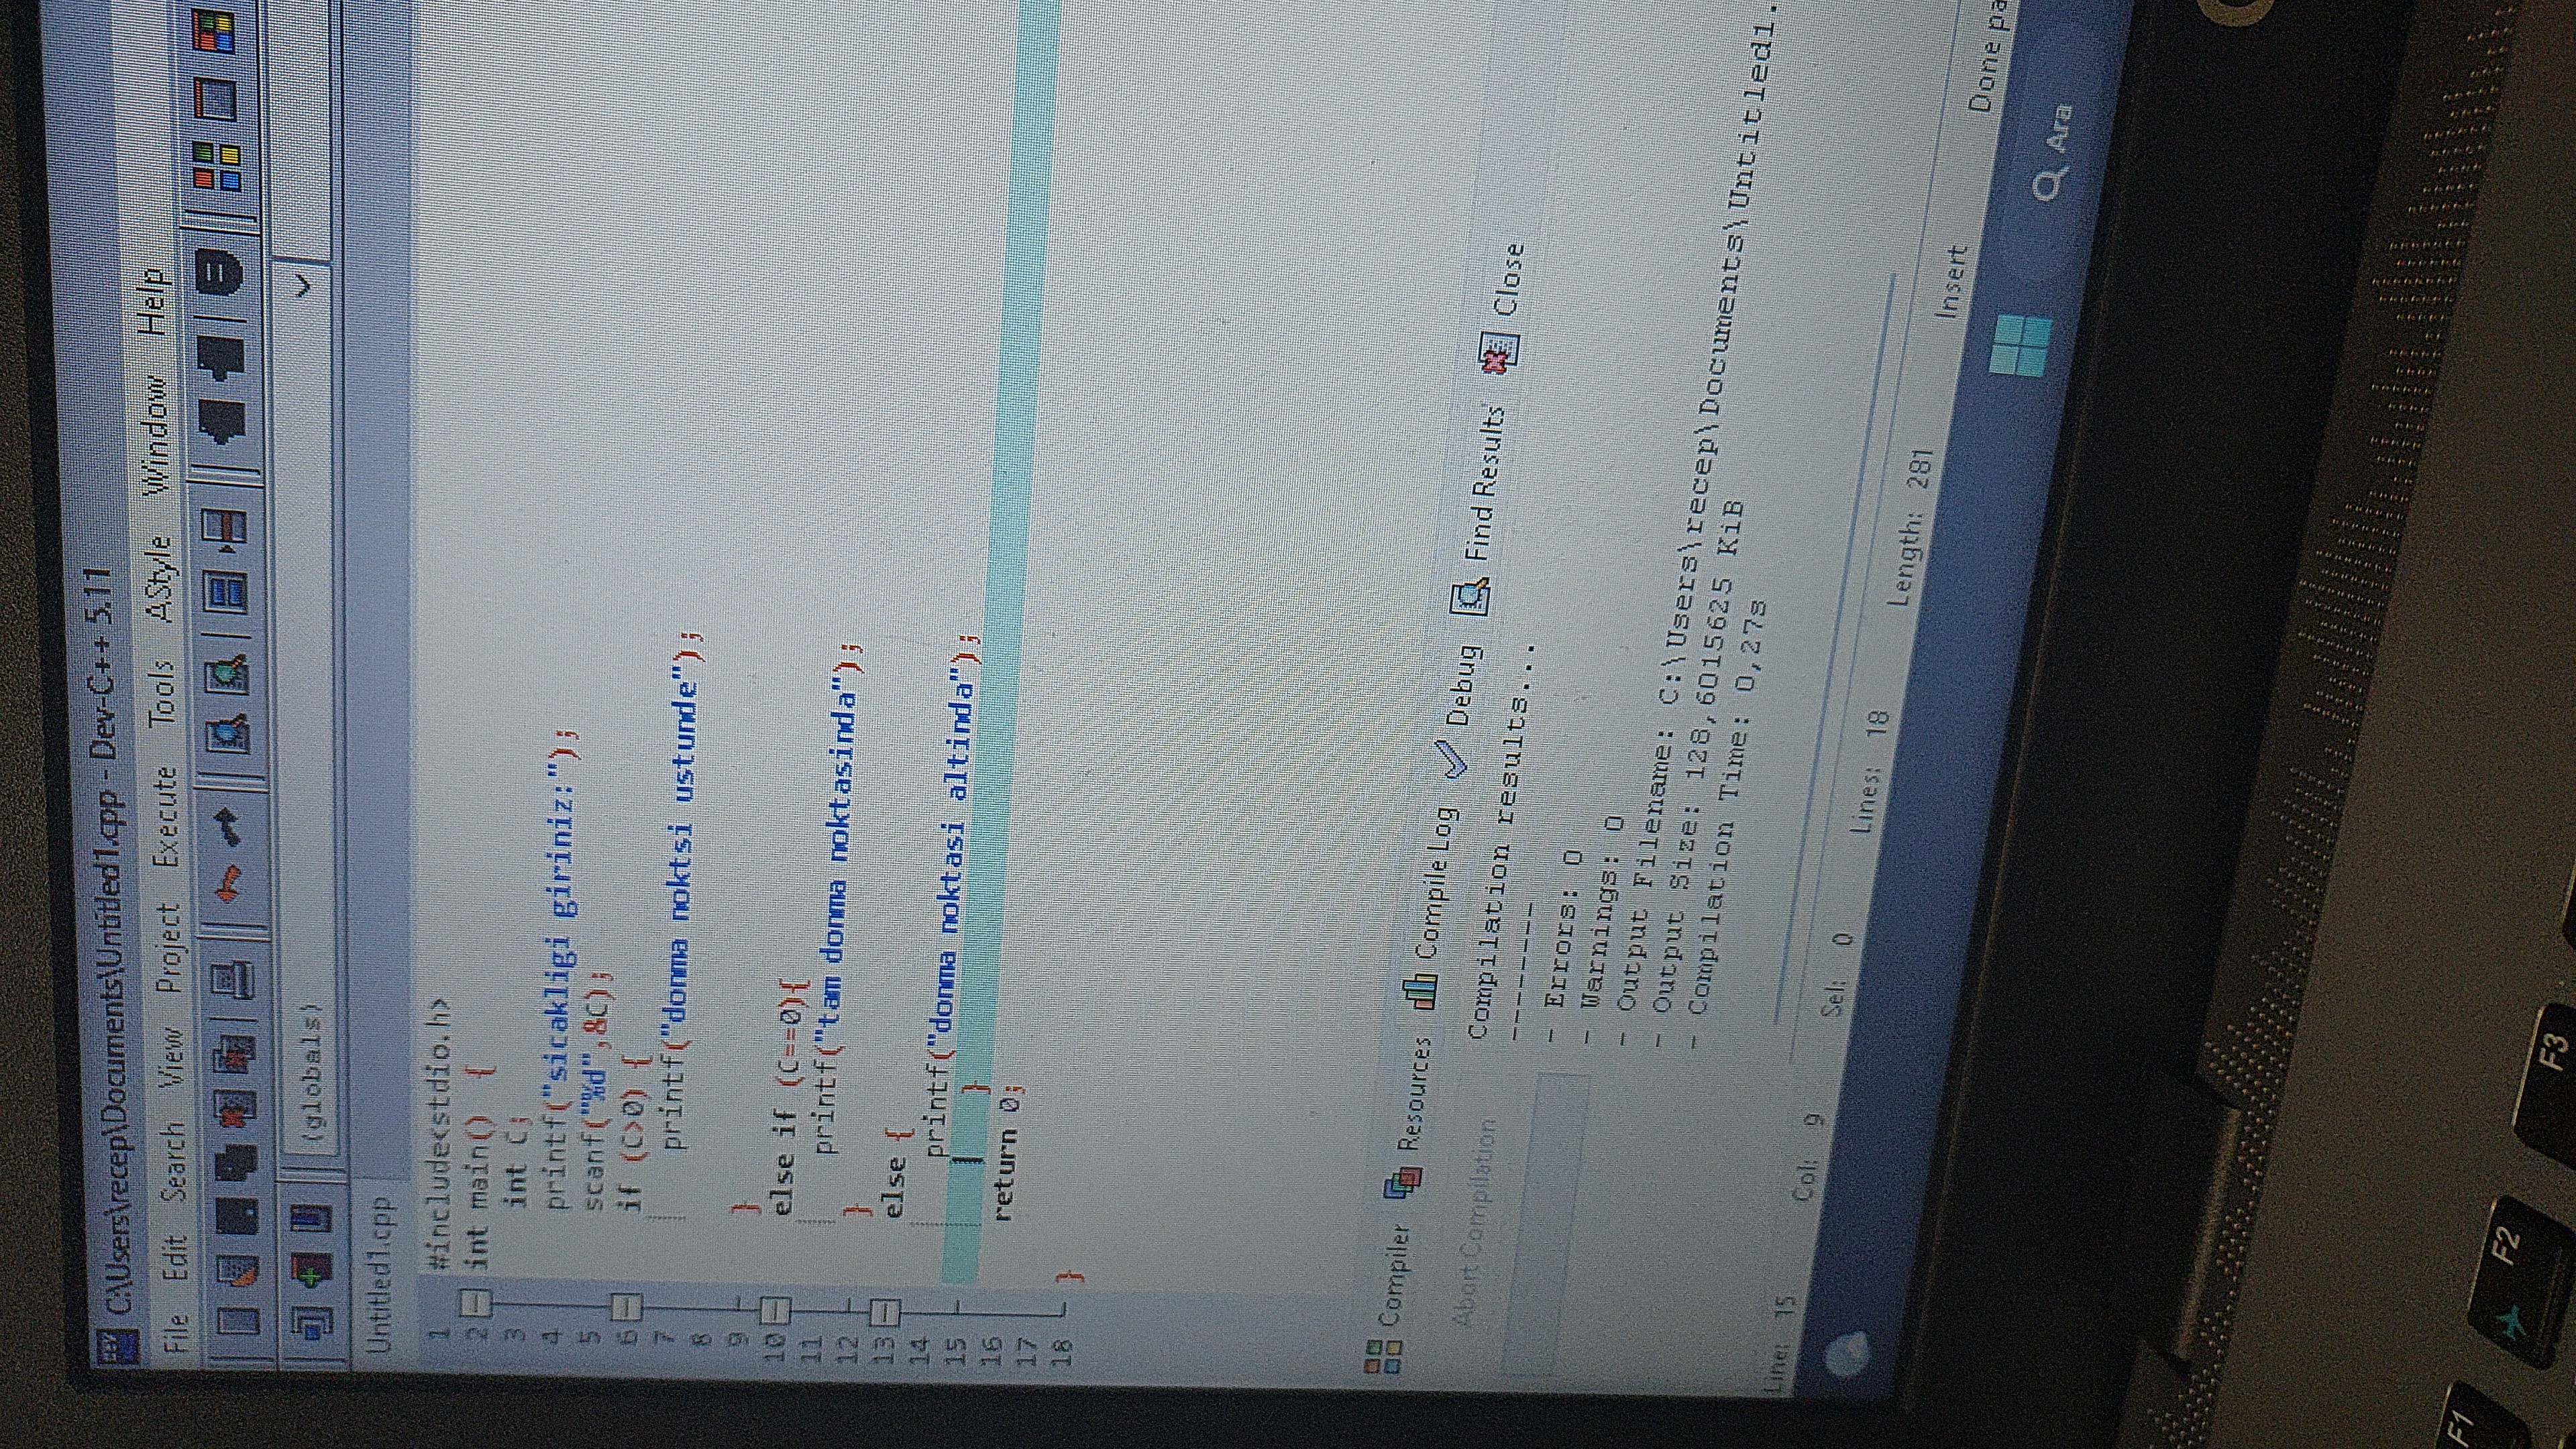 C:\Users\recep\Documents\Untitled1.cpp - Dev-C++ 5.11
File Edit Search View Project Execute Tools AStyle Window Help
(globals)
Untitled1.cpp
1 #include<stdio.h>
2 int main() {
3 int C;
4 printf("sicakligi giriniz:");
5 scanf("%d",&C);
6 if (C>0) {
7 printf("donma noktsi ustunde");
8
9 }
10 else if (C==0){
11 printf("tam donma noktasinda");
12 }
13 else {
14 printf("donma noktasi altinda");
15 }
16 return 0;
17
18 }
Compiler Resources Compile Log Debug Find Results Close
Abort Compilation
Compilation results...
--------
- Errors: 0
- Warnings: 0
- Output Filename: C:\Users\recep\Documents\Untitled1.
- Output Size: 128,6015625 KiB
- Compilation Time: 0,27s
Line: 15 Col: 9 Sel: 0 Lines: 18 Length: 281 Insert Done pa
Ara
F1 F2 F3